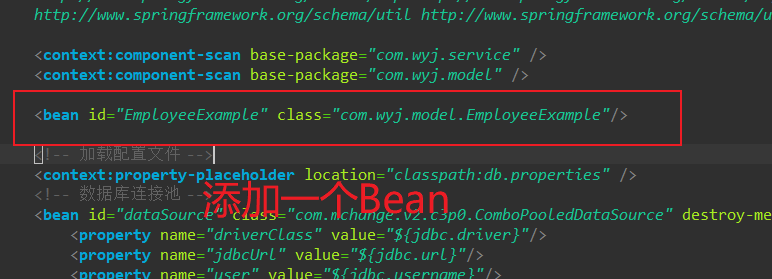 http://www.springframework.org/schema/util http://www.springframework.org/schema/u
<context:component-scan base-package="com.wyj.service" />
<context:component-scan base-package="com.wyj.model" />
<bean id="EmployeeExample" class="com.wyj.model.EmployeeExample"/>
<!-- 加载配置文件 -->
<context:property-placeholder location="classpath:db.properties" />
<!-- 数据库连接池 -->
添加一个Bean
<bean id="dataSource" class="com.mchange.v2.c3p0.ComboPooledDataSource" destroy-me
<property name="driverClass" value="${jdbc.driver}"/>
<property name="jdbcUrl" value="${jdbc.url}"/>
<property name="user" value="${jdbc.username}"/>